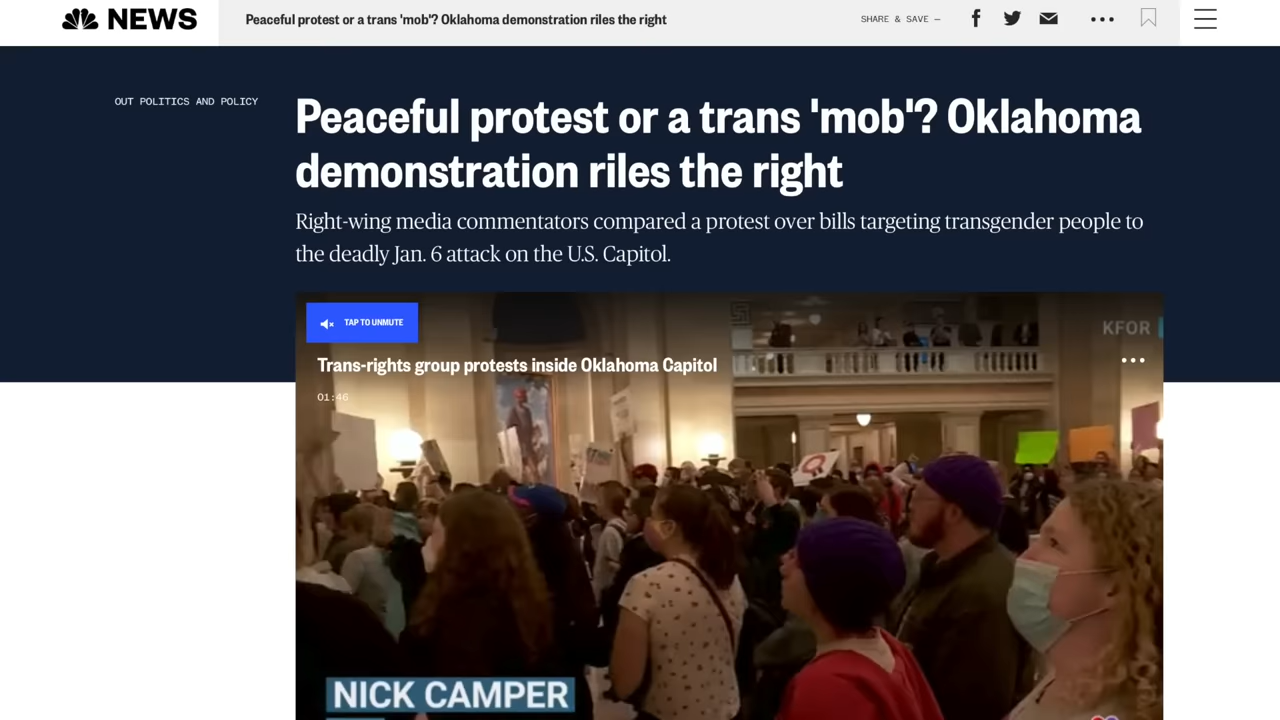 NEWS
Peaceful protest or a trans 'mob'? Oklahoma demonstration riles the right
SHARE & SAVE —
OUT POLITICS AND POLICY
Peaceful protest or a trans 'mob'? Oklahoma
demonstration riles the right
Right-wing media commentators compared a protest over bills targeting transgender people to
the deadly Jan. 6 attack on the U.S. Capitol.
TAP TO UNMUTE
KFOR
Trans-rights group protests inside Oklahoma Capitol
01:46
NICK CAMPER